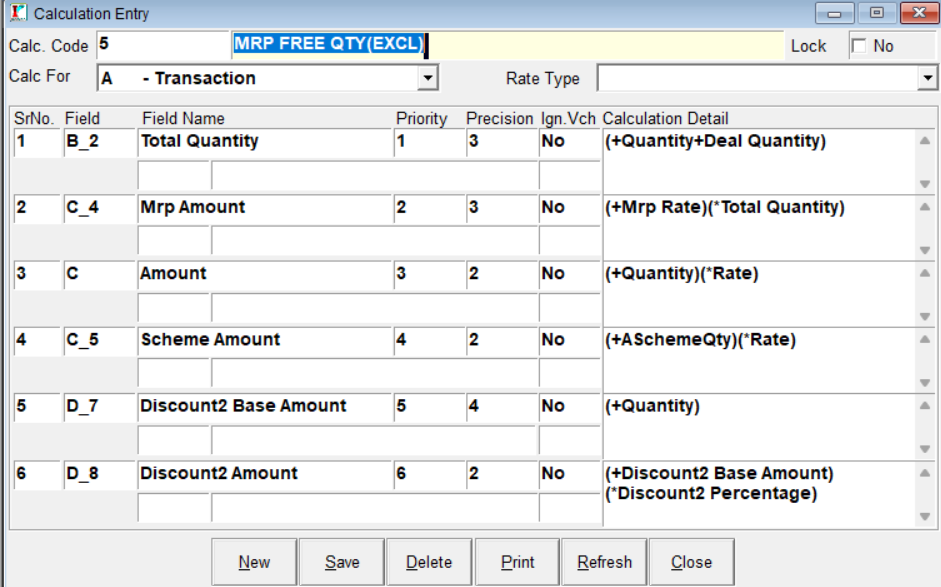 Calculation Entry
Calc. Code 5 MRP FREE QTY(EXCL) Lock No
Calc For A - Transaction Rate Type
SrNo. Field Field Name Priority Precision Ign.Vch Calculation Detail
1 B_2 Total Quantity 1 3 No (+Quantity+Deal Quantity)
2 C_4 Mrp Amount 2 3 No (+Mrp Rate)(*Total Quantity)
3 C Amount 3 2 No (+Quantity)(*Rate)
4 C_5 Scheme Amount 4 2 No (+ASchemeQty)(*Rate)
5 D_7 Discount2 Base Amount 5 4 No (+Quantity)
6 D_8 Discount2 Amount 6 2 No (+Discount2 Base Amount)
(*Discount2 Percentage)
New Save Delete Print Refresh Close